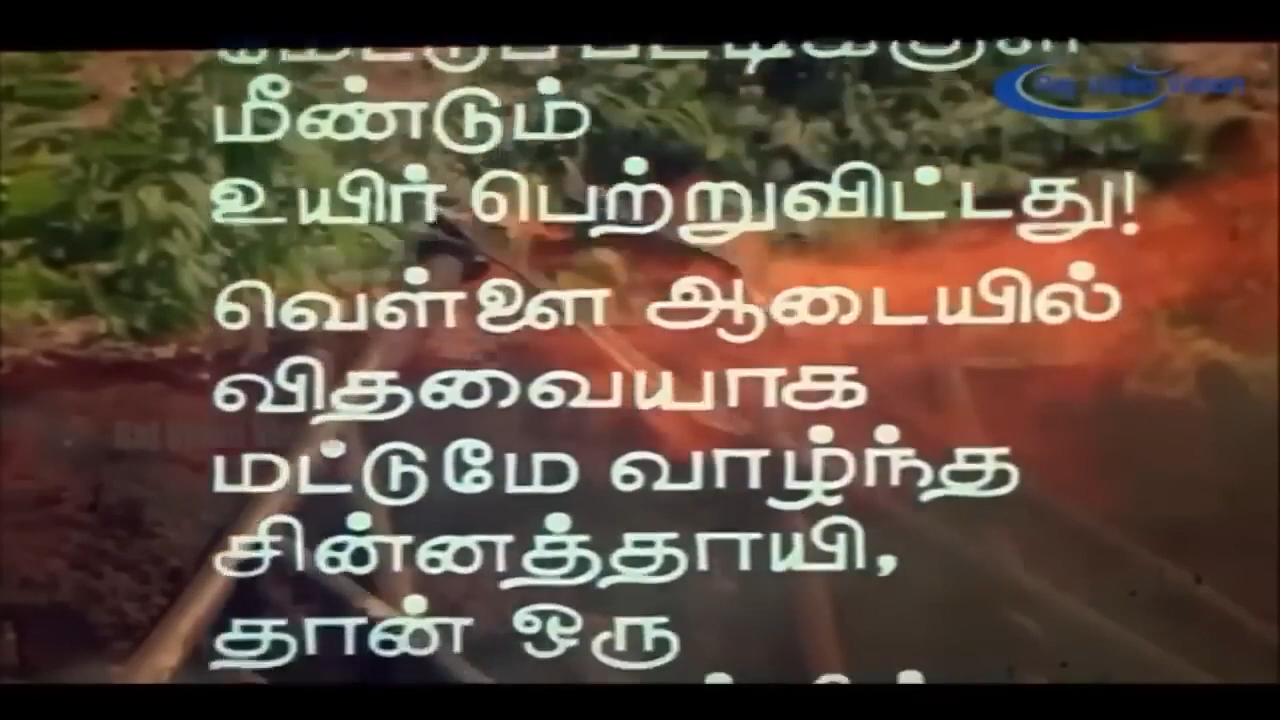 மீண்டும்
உயிர் பெற்றுவிட்டது!
வெள்ளை ஆடையில்
விதவையாக
மட்டுமே வாழ்ந்த
சின்னத்தாயி,
தான் ஒரு